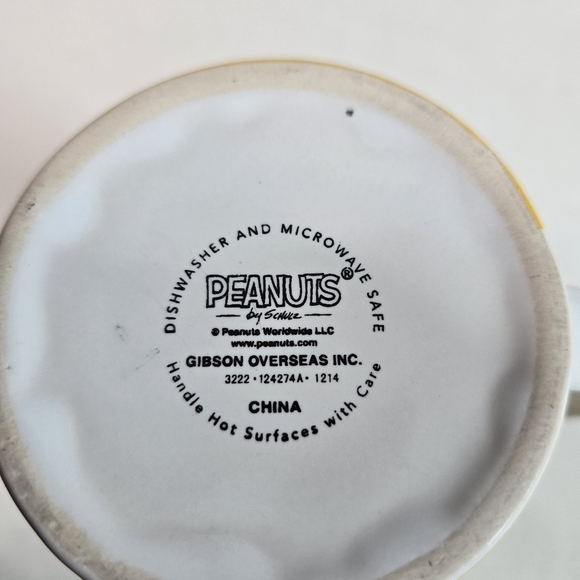 DISHWASHER AND MICROWAVE SAFE
PEANUTS®
by SCHULZ
© Peanuts Worldwide LLC
www.peanuts.com
GIBSON OVERSEAS INC.
3222 · 124274A · 1214
CHINA
Handle Hot Surfaces with Care